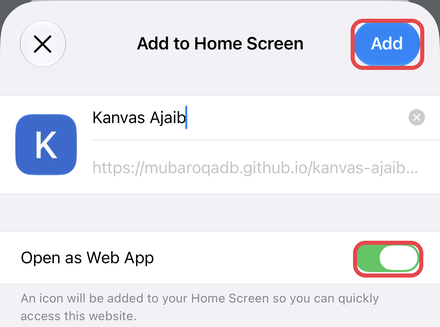 Add to Home Screen
Add
Kanvas Ajaib
K
https://mubaroqadb.github.io/kanvas-ajaib...
Open as Web App
An icon will be added to your Home Screen so you can quickly
access this website.